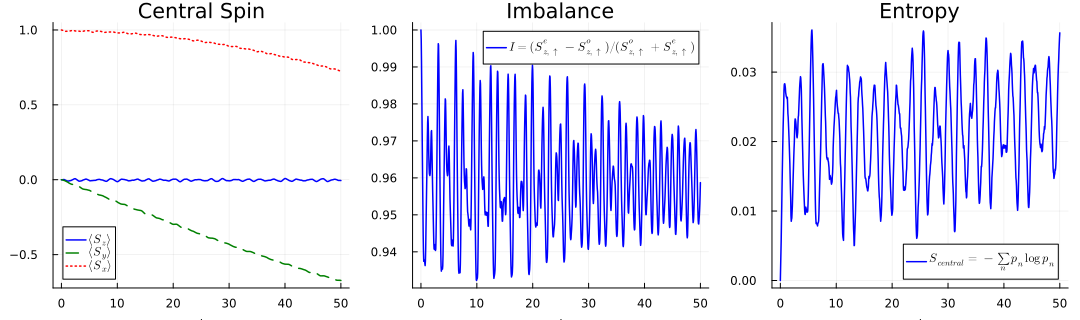 Central Spin
1.0
0.5
0.0
−0.5
⟨S_z⟩
⟨S_y⟩
⟨S_x⟩
0 10 20 30 40 50
Imbalance
1.00
0.99
0.98
0.97
0.96
0.95
0.94
I = (S^e_{z,↑} − S^o_{z,↑})/(S^o_{z,↑} + S^e_{z,↑})
0 10 20 30 40 50
Entropy
0.03
0.02
0.01
0.00
S_{central} = − ∑_n p_n log p_n
0 10 20 30 40 50